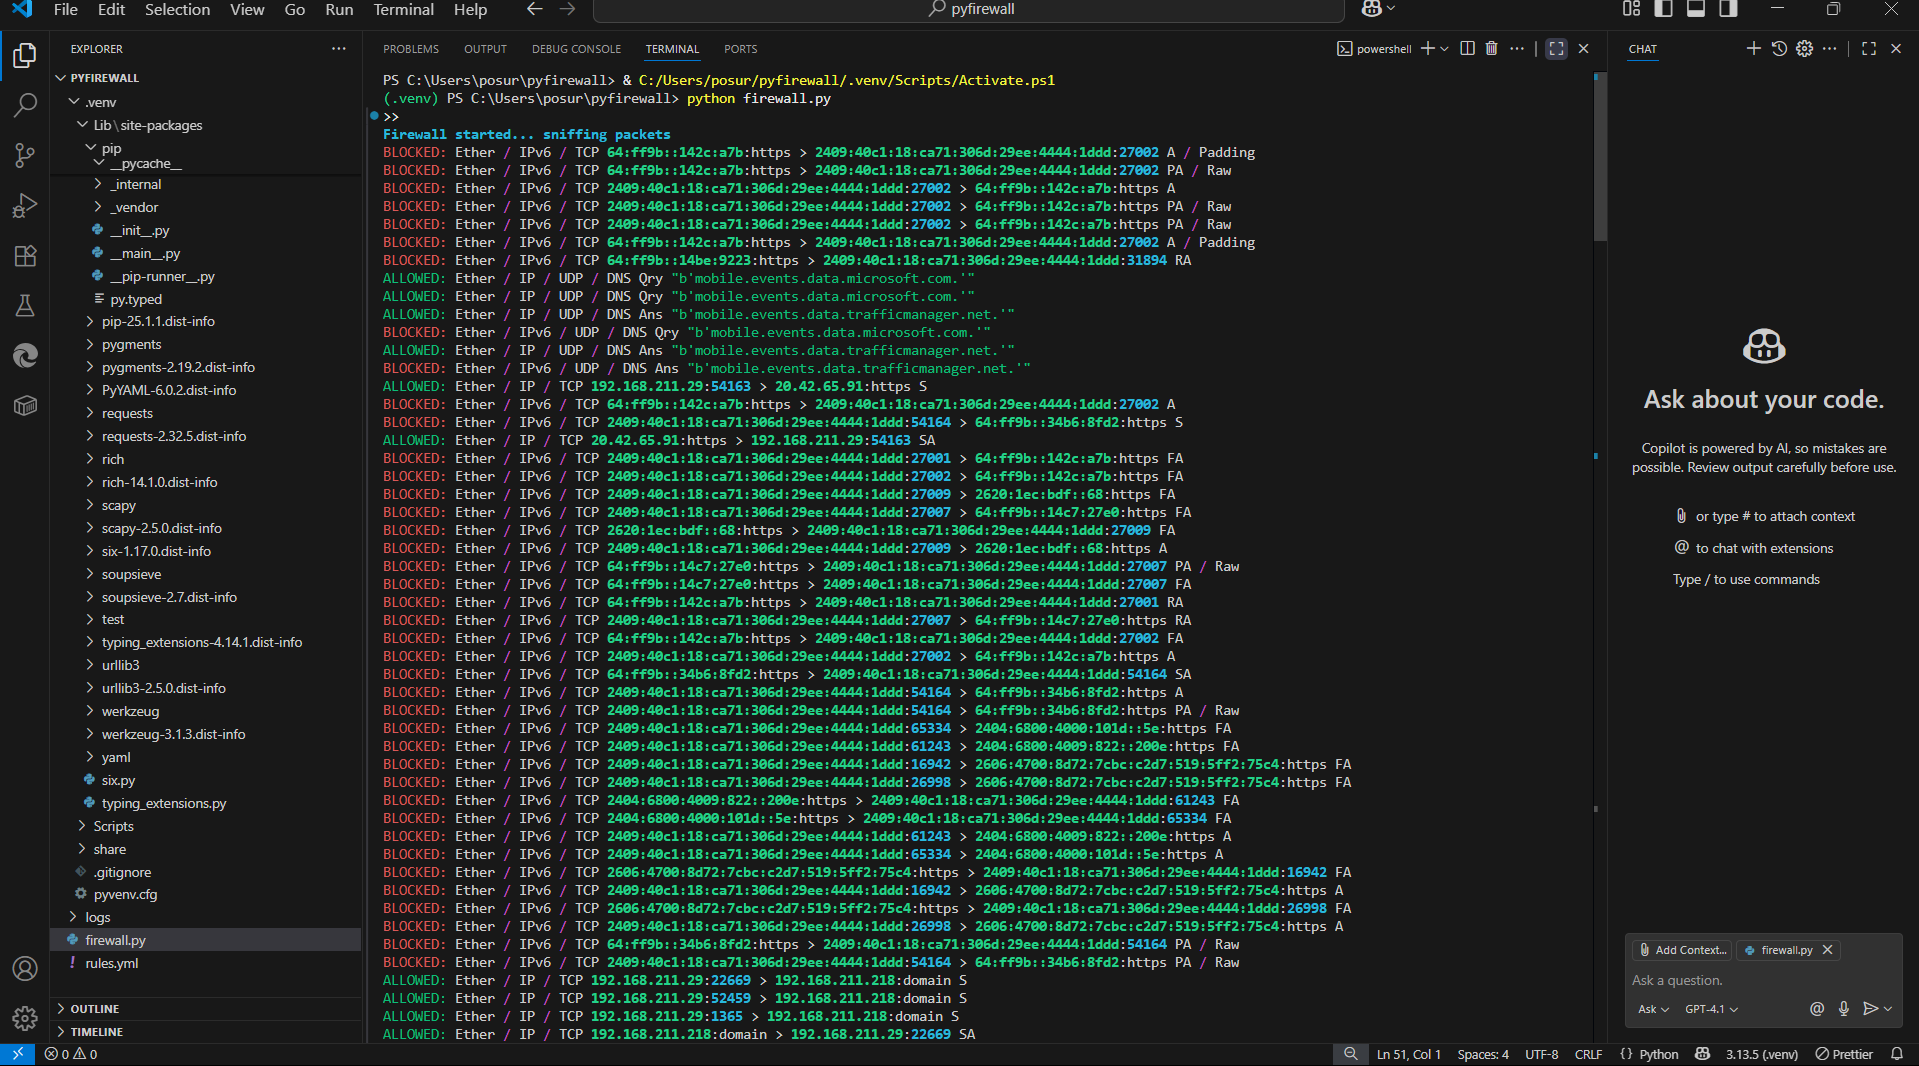 File Edit Selection View Go Run Terminal Help
pyfirewall
EXPLORER
PYFIREWALL
.venv
Lib\site-packages
pip
__pycache__
_internal
_vendor
__init__.py
__main__.py
__pip-runner__.py
py.typed
pip-25.1.1.dist-info
pygments
pygments-2.19.2.dist-info
PyYAML-6.0.2.dist-info
requests
requests-2.32.5.dist-info
rich
rich-14.1.0.dist-info
scapy
scapy-2.5.0.dist-info
six-1.17.0.dist-info
soupsieve
soupsieve-2.7.dist-info
test
typing_extensions-4.14.1.dist-info
urllib3
urllib3-2.5.0.dist-info
werkzeug
werkzeug-3.1.3.dist-info
yaml
six.py
typing_extensions.py
Scripts
share
.gitignore
pyvenv.cfg
logs
firewall.py
! rules.yml
OUTLINE
TIMELINE
PROBLEMS OUTPUT DEBUG CONSOLE TERMINAL PORTS
powershell
PS C:\Users\posur\pyfirewall> & C:/Users/posur/pyfirewall/.venv/Scripts/Activate.ps1
(.venv) PS C:\Users\posur\pyfirewall> python firewall.py
>>
Firewall started... sniffing packets
BLOCKED: Ether / IPv6 / TCP 64:ff9b::142c:a7b:https > 2409:40c1:18:ca71:306d:29ee:4444:1ddd:27002 A / Padding
BLOCKED: Ether / IPv6 / TCP 64:ff9b::142c:a7b:https > 2409:40c1:18:ca71:306d:29ee:4444:1ddd:27002 PA / Raw
BLOCKED: Ether / IPv6 / TCP 2409:40c1:18:ca71:306d:29ee:4444:1ddd:27002 > 64:ff9b::142c:a7b:https A
BLOCKED: Ether / IPv6 / TCP 2409:40c1:18:ca71:306d:29ee:4444:1ddd:27002 > 64:ff9b::142c:a7b:https PA / Raw
BLOCKED: Ether / IPv6 / TCP 2409:40c1:18:ca71:306d:29ee:4444:1ddd:27002 > 64:ff9b::142c:a7b:https PA / Raw
BLOCKED: Ether / IPv6 / TCP 64:ff9b::142c:a7b:https > 2409:40c1:18:ca71:306d:29ee:4444:1ddd:27002 A / Padding
BLOCKED: Ether / IPv6 / TCP 64:ff9b::14be:9223:https > 2409:40c1:18:ca71:306d:29ee:4444:1ddd:31894 RA
ALLOWED: Ether / IP / UDP / DNS Qry "b'mobile.events.data.microsoft.com.'"
ALLOWED: Ether / IP / UDP / DNS Qry "b'mobile.events.data.microsoft.com.'"
ALLOWED: Ether / IP / UDP / DNS Ans "b'mobile.events.data.trafficmanager.net.'"
BLOCKED: Ether / IPv6 / UDP / DNS Qry "b'mobile.events.data.microsoft.com.'"
ALLOWED: Ether / IP / UDP / DNS Ans "b'mobile.events.data.trafficmanager.net.'"
BLOCKED: Ether / IPv6 / UDP / DNS Ans "b'mobile.events.data.trafficmanager.net.'"
ALLOWED: Ether / IP / TCP 192.168.211.29:54163 > 20.42.65.91:https S
BLOCKED: Ether / IPv6 / TCP 64:ff9b::142c:a7b:https > 2409:40c1:18:ca71:306d:29ee:4444:1ddd:27002 A
BLOCKED: Ether / IPv6 / TCP 2409:40c1:18:ca71:306d:29ee:4444:1ddd:54164 > 64:ff9b::34b6:8fd2:https S
ALLOWED: Ether / IP / TCP 20.42.65.91:https > 192.168.211.29:54163 SA
BLOCKED: Ether / IPv6 / TCP 2409:40c1:18:ca71:306d:29ee:4444:1ddd:27001 > 64:ff9b::142c:a7b:https FA
BLOCKED: Ether / IPv6 / TCP 2409:40c1:18:ca71:306d:29ee:4444:1ddd:27002 > 64:ff9b::142c:a7b:https FA
BLOCKED: Ether / IPv6 / TCP 2409:40c1:18:ca71:306d:29ee:4444:1ddd:27009 > 2620:1ec:bdf::68:https FA
BLOCKED: Ether / IPv6 / TCP 2409:40c1:18:ca71:306d:29ee:4444:1ddd:27007 > 64:ff9b::14c7:27e0:https FA
BLOCKED: Ether / IPv6 / TCP 2620:1ec:bdf::68:https > 2409:40c1:18:ca71:306d:29ee:4444:1ddd:27009 FA
BLOCKED: Ether / IPv6 / TCP 2409:40c1:18:ca71:306d:29ee:4444:1ddd:27009 > 2620:1ec:bdf::68:https A
BLOCKED: Ether / IPv6 / TCP 64:ff9b::14c7:27e0:https > 2409:40c1:18:ca71:306d:29ee:4444:1ddd:27007 PA / Raw
BLOCKED: Ether / IPv6 / TCP 64:ff9b::14c7:27e0:https > 2409:40c1:18:ca71:306d:29ee:4444:1ddd:27007 FA
BLOCKED: Ether / IPv6 / TCP 64:ff9b::142c:a7b:https > 2409:40c1:18:ca71:306d:29ee:4444:1ddd:27001 RA
BLOCKED: Ether / IPv6 / TCP 2409:40c1:18:ca71:306d:29ee:4444:1ddd:27007 > 64:ff9b::14c7:27e0:https RA
BLOCKED: Ether / IPv6 / TCP 64:ff9b::142c:a7b:https > 2409:40c1:18:ca71:306d:29ee:4444:1ddd:27002 FA
BLOCKED: Ether / IPv6 / TCP 2409:40c1:18:ca71:306d:29ee:4444:1ddd:27002 > 64:ff9b::142c:a7b:https A
BLOCKED: Ether / IPv6 / TCP 64:ff9b::34b6:8fd2:https > 2409:40c1:18:ca71:306d:29ee:4444:1ddd:54164 SA
BLOCKED: Ether / IPv6 / TCP 2409:40c1:18:ca71:306d:29ee:4444:1ddd:54164 > 64:ff9b::34b6:8fd2:https A
BLOCKED: Ether / IPv6 / TCP 2409:40c1:18:ca71:306d:29ee:4444:1ddd:54164 > 64:ff9b::34b6:8fd2:https PA / Raw
BLOCKED: Ether / IPv6 / TCP 2409:40c1:18:ca71:306d:29ee:4444:1ddd:65334 > 2404:6800:4000:101d::5e:https FA
BLOCKED: Ether / IPv6 / TCP 2409:40c1:18:ca71:306d:29ee:4444:1ddd:61243 > 2404:6800:4009:822::200e:https FA
BLOCKED: Ether / IPv6 / TCP 2409:40c1:18:ca71:306d:29ee:4444:1ddd:16942 > 2606:4700:8d72:7cbc:c2d7:519:5ff2:75c4:https FA
BLOCKED: Ether / IPv6 / TCP 2409:40c1:18:ca71:306d:29ee:4444:1ddd:26998 > 2606:4700:8d72:7cbc:c2d7:519:5ff2:75c4:https FA
BLOCKED: Ether / IPv6 / TCP 2404:6800:4009:822::200e:https > 2409:40c1:18:ca71:306d:29ee:4444:1ddd:61243 FA
BLOCKED: Ether / IPv6 / TCP 2404:6800:4000:101d::5e:https > 2409:40c1:18:ca71:306d:29ee:4444:1ddd:65334 FA
BLOCKED: Ether / IPv6 / TCP 2409:40c1:18:ca71:306d:29ee:4444:1ddd:61243 > 2404:6800:4009:822::200e:https A
BLOCKED: Ether / IPv6 / TCP 2409:40c1:18:ca71:306d:29ee:4444:1ddd:65334 > 2404:6800:4000:101d::5e:https A
BLOCKED: Ether / IPv6 / TCP 2606:4700:8d72:7cbc:c2d7:519:5ff2:75c4:https > 2409:40c1:18:ca71:306d:29ee:4444:1ddd:16942 FA
BLOCKED: Ether / IPv6 / TCP 2409:40c1:18:ca71:306d:29ee:4444:1ddd:16942 > 2606:4700:8d72:7cbc:c2d7:519:5ff2:75c4:https A
BLOCKED: Ether / IPv6 / TCP 2606:4700:8d72:7cbc:c2d7:519:5ff2:75c4:https > 2409:40c1:18:ca71:306d:29ee:4444:1ddd:26998 FA
BLOCKED: Ether / IPv6 / TCP 2409:40c1:18:ca71:306d:29ee:4444:1ddd:26998 > 2606:4700:8d72:7cbc:c2d7:519:5ff2:75c4:https A
BLOCKED: Ether / IPv6 / TCP 64:ff9b::34b6:8fd2:https > 2409:40c1:18:ca71:306d:29ee:4444:1ddd:54164 PA / Raw
BLOCKED: Ether / IPv6 / TCP 2409:40c1:18:ca71:306d:29ee:4444:1ddd:54164 > 64:ff9b::34b6:8fd2:https PA / Raw
ALLOWED: Ether / IP / TCP 192.168.211.29:22669 > 192.168.211.218:domain S
ALLOWED: Ether / IP / TCP 192.168.211.29:52459 > 192.168.211.218:domain S
ALLOWED: Ether / IP / TCP 192.168.211.29:1365 > 192.168.211.218:domain S
ALLOWED: Ether / IP / TCP 192.168.211.218:domain > 192.168.211.29:22669 SA
CHAT
Ask about your code.
Copilot is powered by AI, so mistakes are
possible. Review output carefully before use.
or type # to attach context
@ to chat with extensions
Type / to use commands
Add Context... firewall.py
Ask a question.
Ask GPT-4.1 @
0 0
Ln 51, Col 1 Spaces: 4 UTF-8 CRLF {} Python 3.13.5 (.venv) Prettier